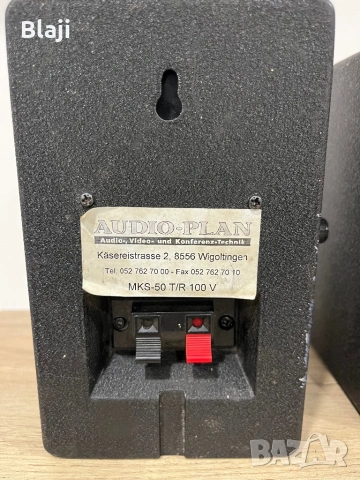 Blaji
AUDIO-PLAN
Audio-, Video- und Konferenz-Technik
Käsereistrasse 2, 8556 Wigoltingen
Tel. 052 762 70 00 - Fax 052 762 70 10
MKS-50 T/R 100 V
BAZAR